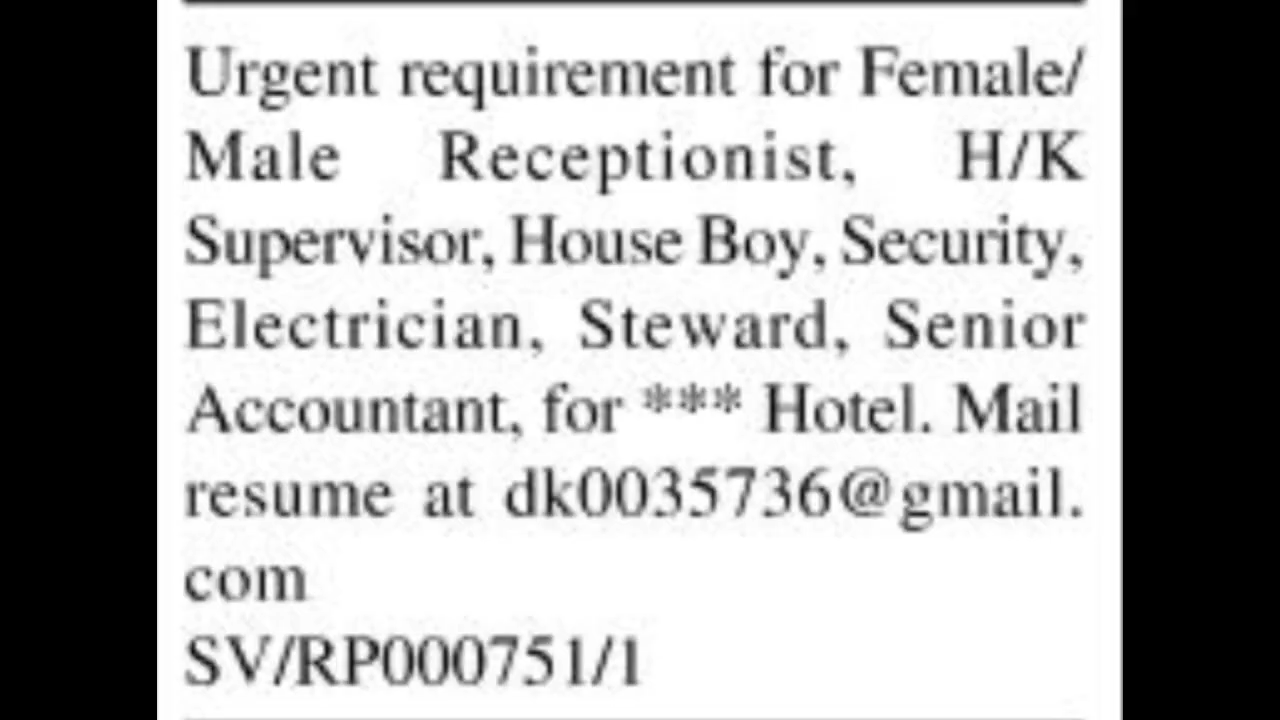 Urgent requirement for Female/
Male Receptionist, H/K
Supervisor, House Boy, Security,
Electrician, Steward, Senior
Accountant, for *** Hotel. Mail
resume at dk0035736@gmail.
com
SV/RP000751/1